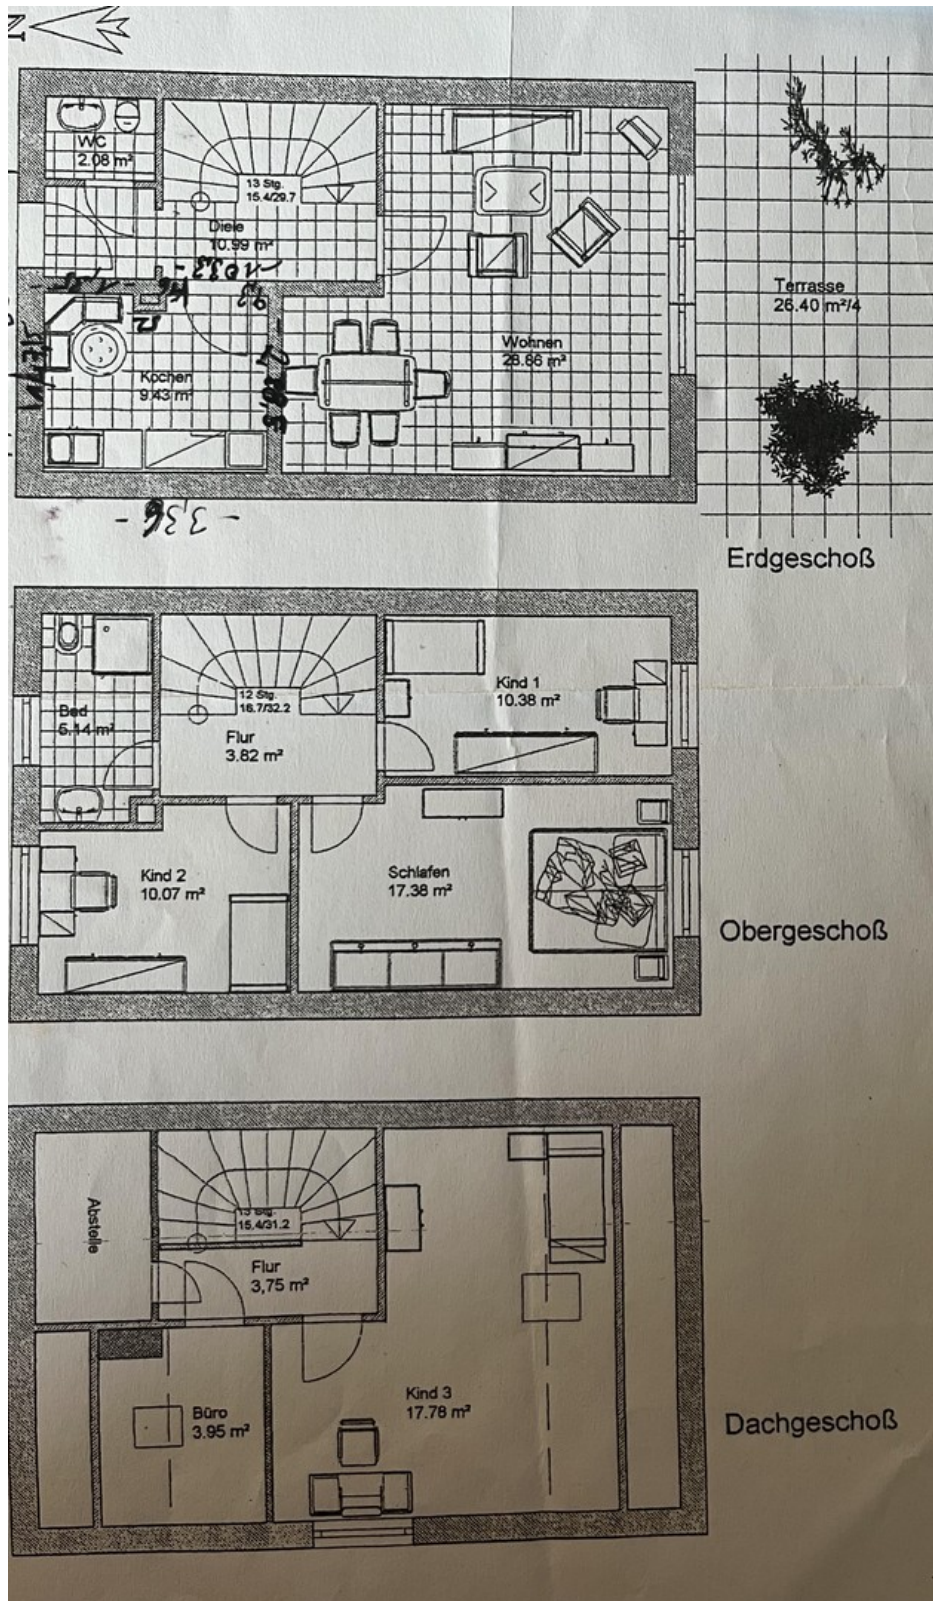 N
WC
2.08 m²
13 Stg.
15.4/29.7
Diele
10.99 m²
Kochen
9.43 m²
Wohnen
28.86 m²
Terrasse
26.40 m²/4
- 3,36 -
Erdgeschoß
Bad
5.14 m²
12 Stg.
16.7/32.2
Flur
3.82 m²
Kind 1
10.38 m²
Kind 2
10.07 m²
Schlafen
17.38 m²
Obergeschoß
Abstelle
13 Stg.
15.4/31.2
Flur
3,75 m²
Büro
3.95 m²
Kind 3
17.78 m²
Dachgeschoß